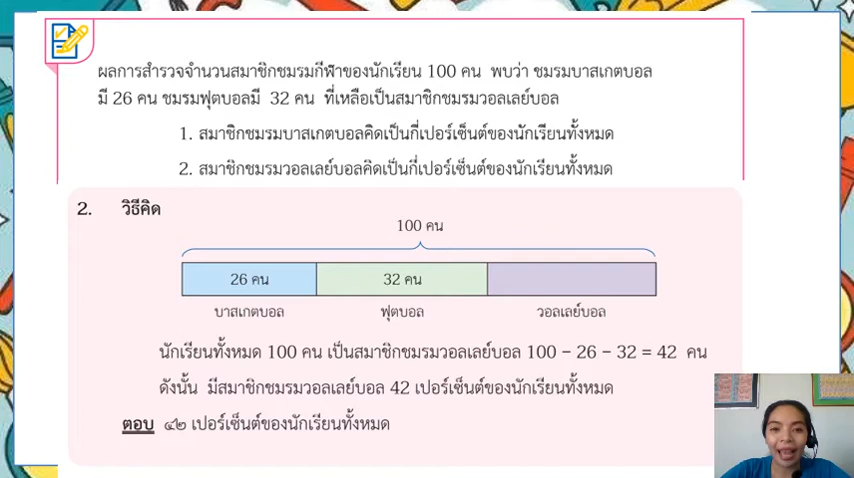 ผลการสำรวจจำนวนสมาชิกชมรมกีฬาของนักเรียน 100 คน พบว่า ชมรมบาสเกตบอล
มี 26 คน ชมรมฟุตบอลมี 32 คน ที่เหลือเป็นสมาชิกชมรมวอลเลย์บอล
1. สมาชิกชมรมบาสเกตบอลคิดเป็นกี่เปอร์เซ็นต์ของนักเรียนทั้งหมด
2. สมาชิกชมรมวอลเลย์บอลคิดเป็นกี่เปอร์เซ็นต์ของนักเรียนทั้งหมด
2. วิธีคิด
100 คน
26 คน 32 คน
บาสเกตบอล ฟุตบอล วอลเลย์บอล
นักเรียนทั้งหมด 100 คน เป็นสมาชิกชมรมวอลเลย์บอล 100 − 26 − 32 = 42 คน
ดังนั้น มีสมาชิกชมรมวอลเลย์บอล 42 เปอร์เซ็นต์ของนักเรียนทั้งหมด
ตอบ ๔๒ เปอร์เซ็นต์ของนักเรียนทั้งหมด